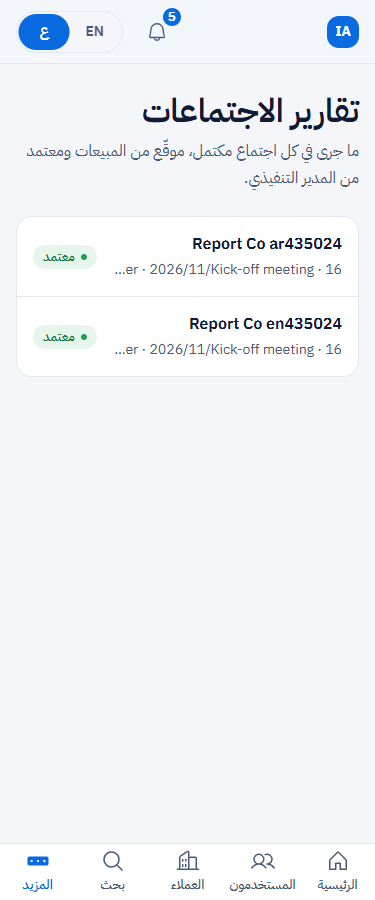 IA
5
EN
ع
تقارير الاجتماعات
ما جرى في كل اجتماع مكتمل، موقّع من المبيعات ومعتمد
من المدير التنفيذي.
Report Co ar435024
معتمد
...er · 2026/11/Kick-off meeting · 16
Report Co en435024
معتمد
...er · 2026/11/Kick-off meeting · 16
الرئيسية
المستخدمون
العملاء
بحث
المزيد